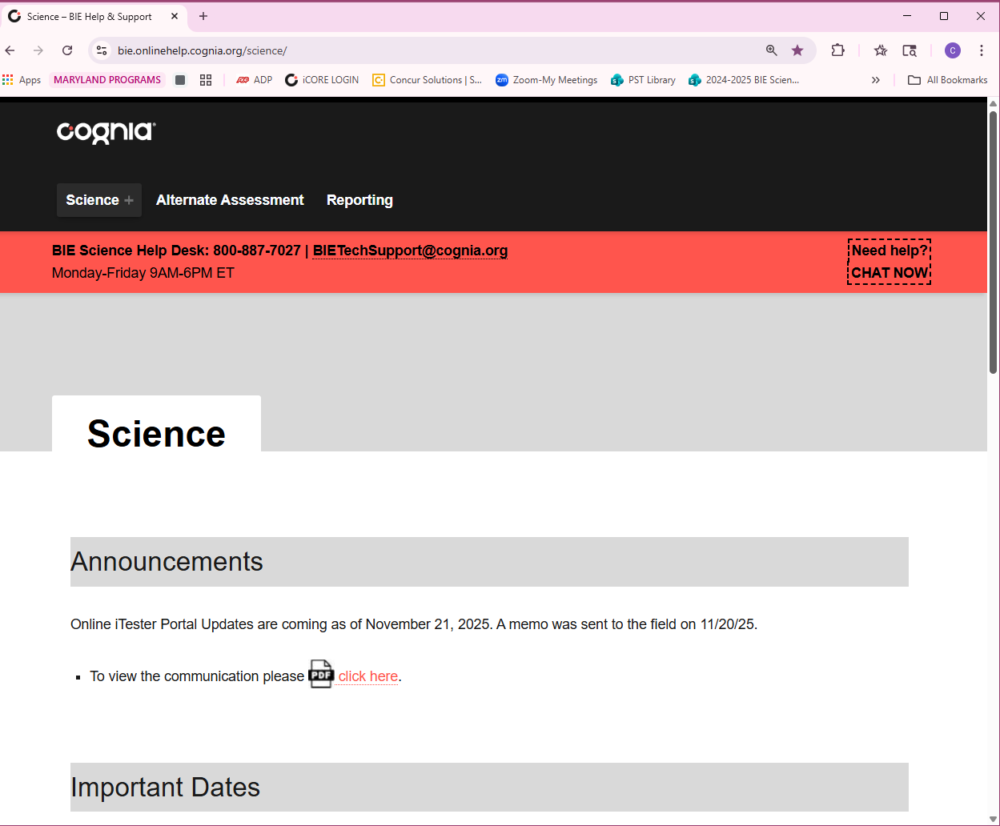 Science – BIE Help & Support
bie.onlinehelp.cognia.org/science/
C
Apps
MARYLAND PROGRAMS
ADP
iCORE LOGIN
Concur Solutions | S...
zm
Zoom-My Meetings
PST Library
2024-2025 BIE Scien...
All Bookmarks
cognia®
Science +
Alternate Assessment
Reporting
BIE Science Help Desk: 800-887-7027 | BIETechSupport@cognia.org
Monday-Friday 9AM-6PM ET
Need help?
CHAT NOW
Science
Announcements
Online iTester Portal Updates are coming as of November 21, 2025. A memo was sent to the field on 11/20/25.
To view the communication please PDF click here.
Important Dates